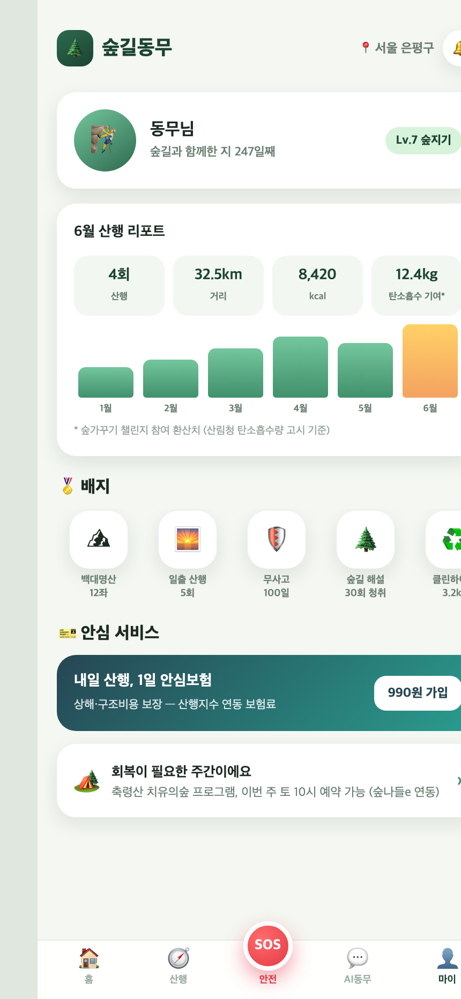 숲길동무
서울 은평구
동무님
숲길과 함께한 지 247일째
Lv.7 숲지기
6월 산행 리포트
4회
산행
32.5km
거리
8,420
kcal
12.4kg
탄소흡수 기여*
1월
2월
3월
4월
5월
6월
* 숲가꾸기 챌린지 참여 환산치 (산림청 탄소흡수량 고시 기준)
배지
백대명산
12좌
일출 산행
5회
무사고
100일
숲길 해설
30회 청취
클린하
3.2k
안심 서비스
내일 산행, 1일 안심보험
상해·구조비용 보장 — 산행지수 연동 보험료
990원 가입
회복이 필요한 주간이에요
축령산 치유의숲 프로그램, 이번 주 토 10시 예약 가능 (숲나들e 연동)
›
홈
산행
SOS
안전
AI동무
마이